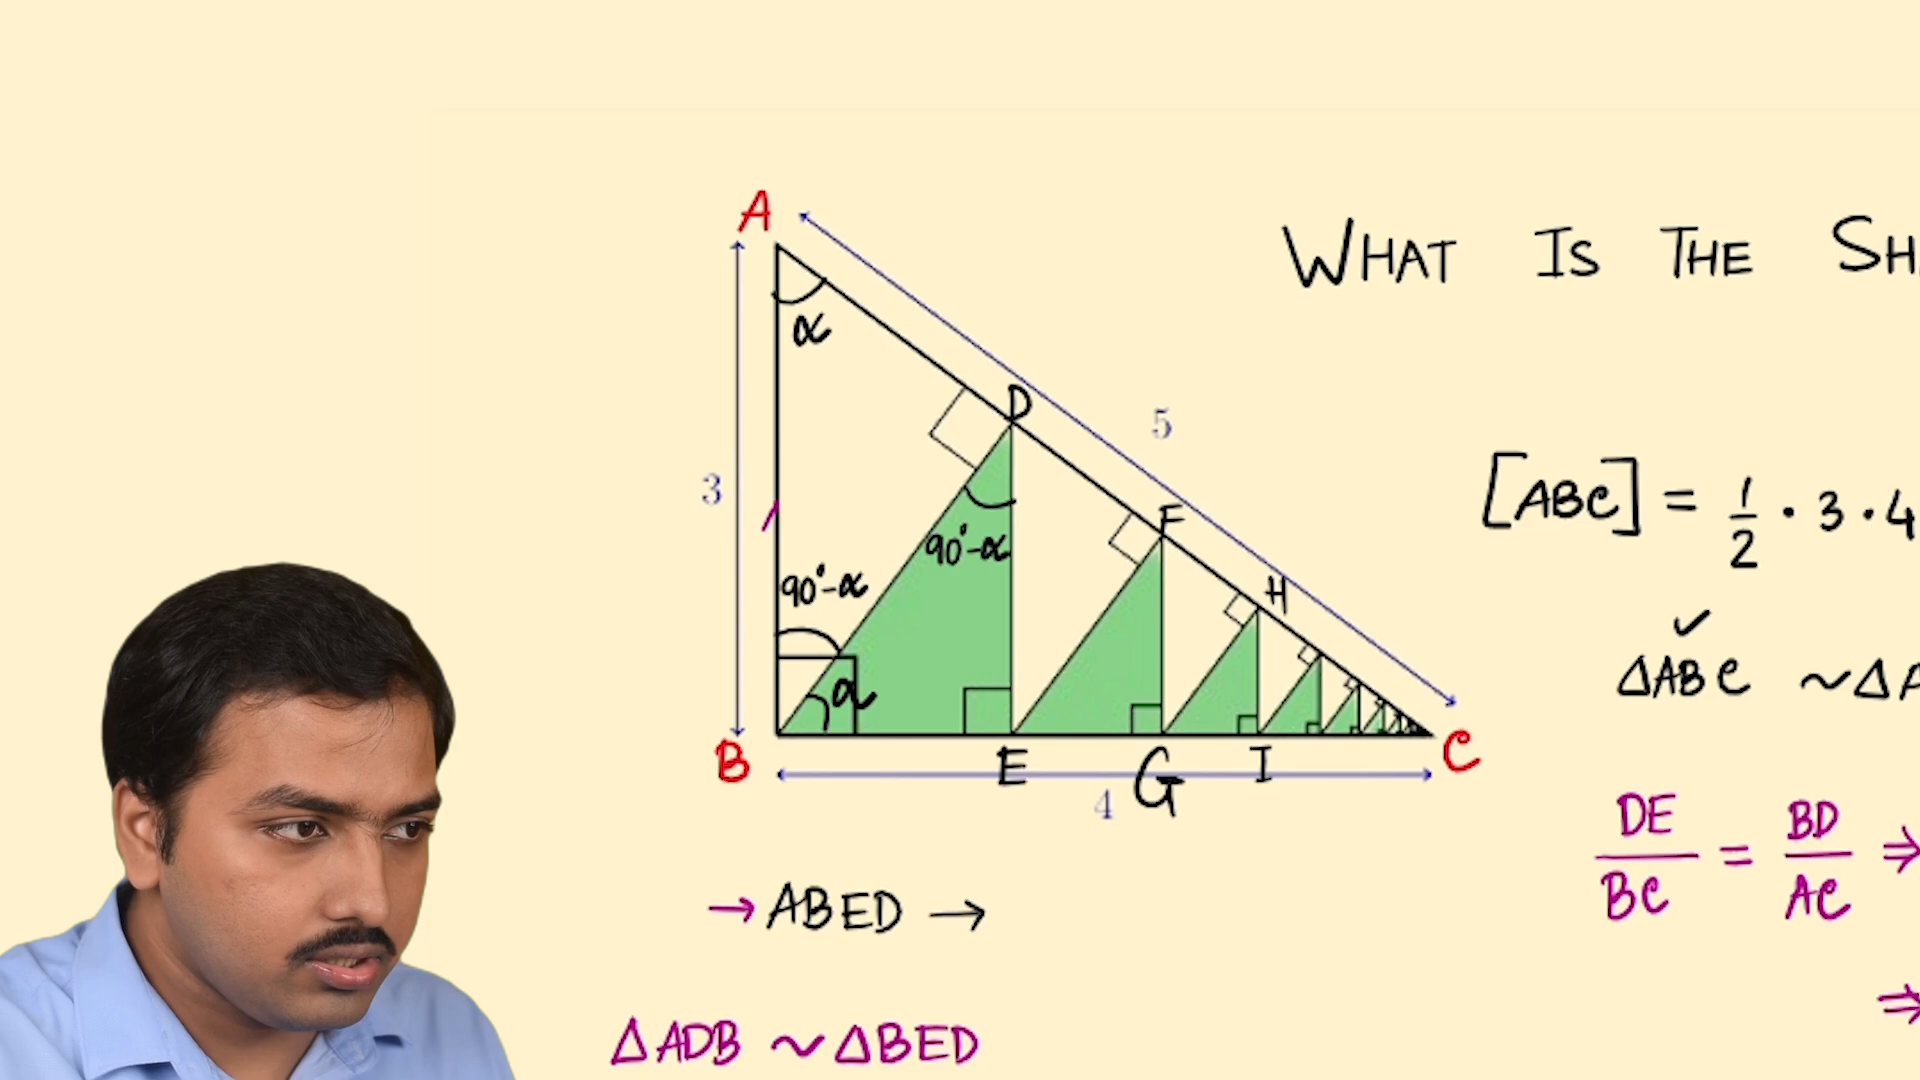 A
α
WHAT IS THE SH
D
5
3
F
[ABC] = 1/2 · 3 · 4
90°-α
90°-α
H
✓
ΔABC ~Δ
α
B
E
G
I
C
4
DE/BC = BD/AC ⇒
→ABED →
⇒
ΔADB ~ΔBED